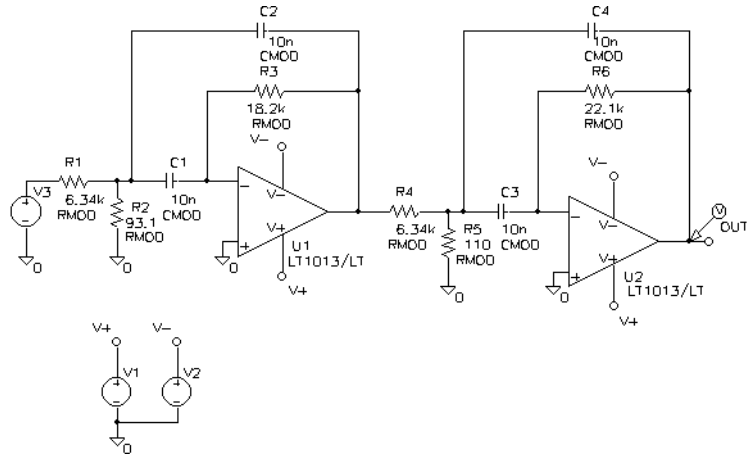 C2
10n
CMOD
R3
18.2k
RMOD
C4
10n
CMOD
R6
22.1k
RMOD
V-
V-
R1
6.34k
RMOD
C1
10n
CMOD
V3
R2
93.1
RMOD
V-
V+
U1
LT1013/LT
V+
R4
6.34k
RMOD
C3
10n
CMOD
R5
110
RMOD
V-
V+
U2
LT1013/LT
V+
V
OUT
0
0
0
0
0
V+
V-
V1
V2
0